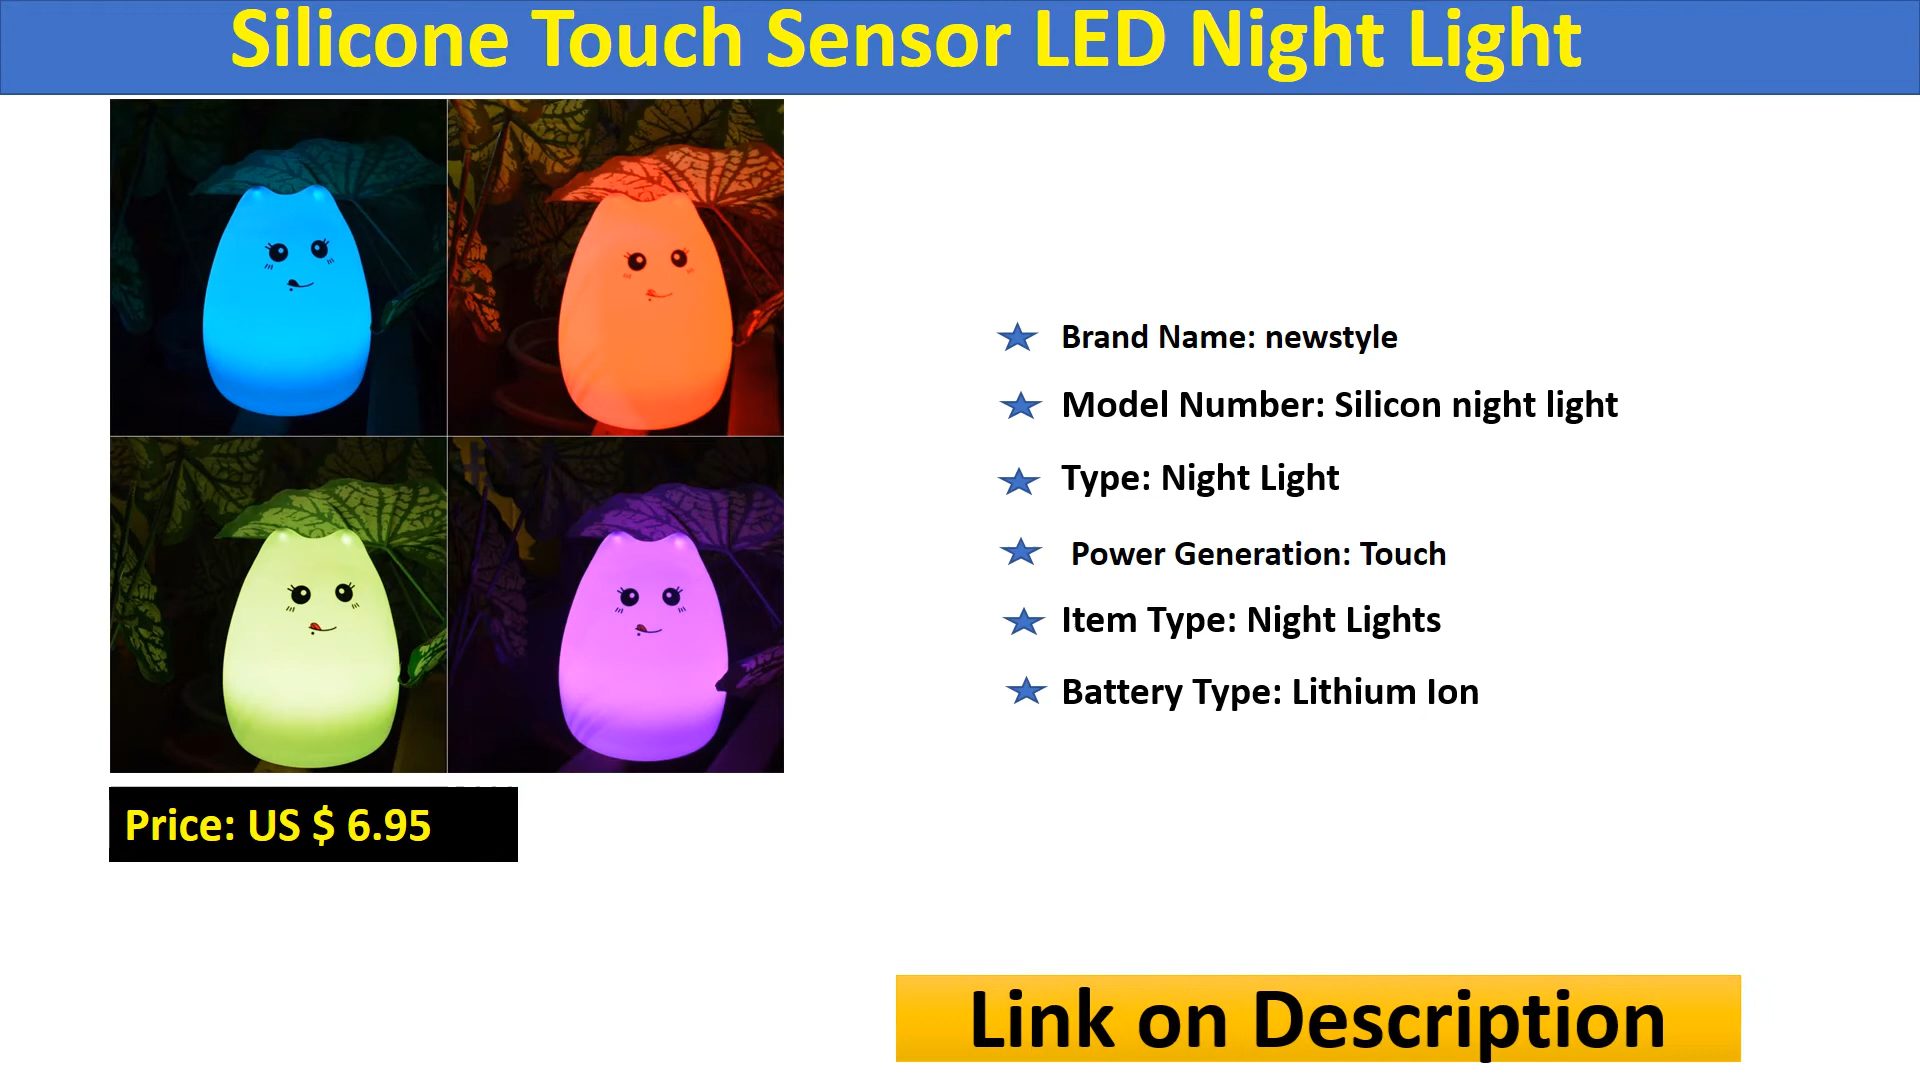 Silicone Touch Sensor LED Night Light
Brand Name: newstyle
Model Number: Silicon night light
Type: Night Light
Power Generation: Touch
Item Type: Night Lights
Battery Type: Lithium Ion
Price: US $ 6.95
Link on Description